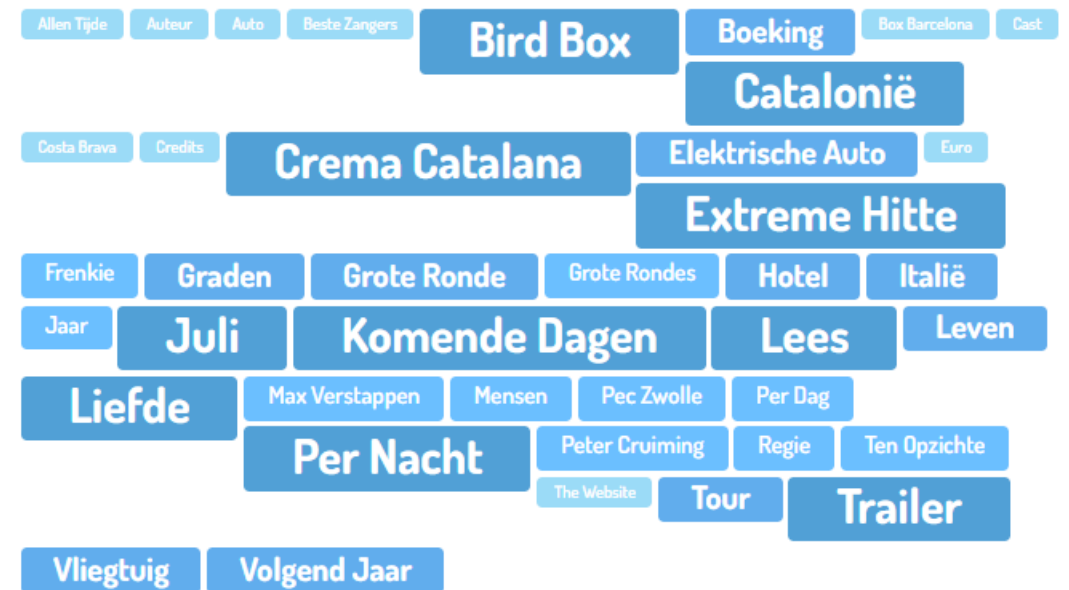 Allen Tijde Auteur Auto Beste Zangers Bird Box Boeking Box Barcelona Cast
Catalonië
Costa Brava Credits Crema Catalana Elektrische Auto Euro
Extreme Hitte
Frenkie Graden Grote Ronde Grote Rondes Hotel Italië
Jaar Juli Komende Dagen Lees Leven
Liefde Max Verstappen Mensen Pec Zwolle Per Dag
Per Nacht Peter Cruiming Regie Ten Opzichte
The Website Tour Trailer
Vliegtuig Volgend Jaar